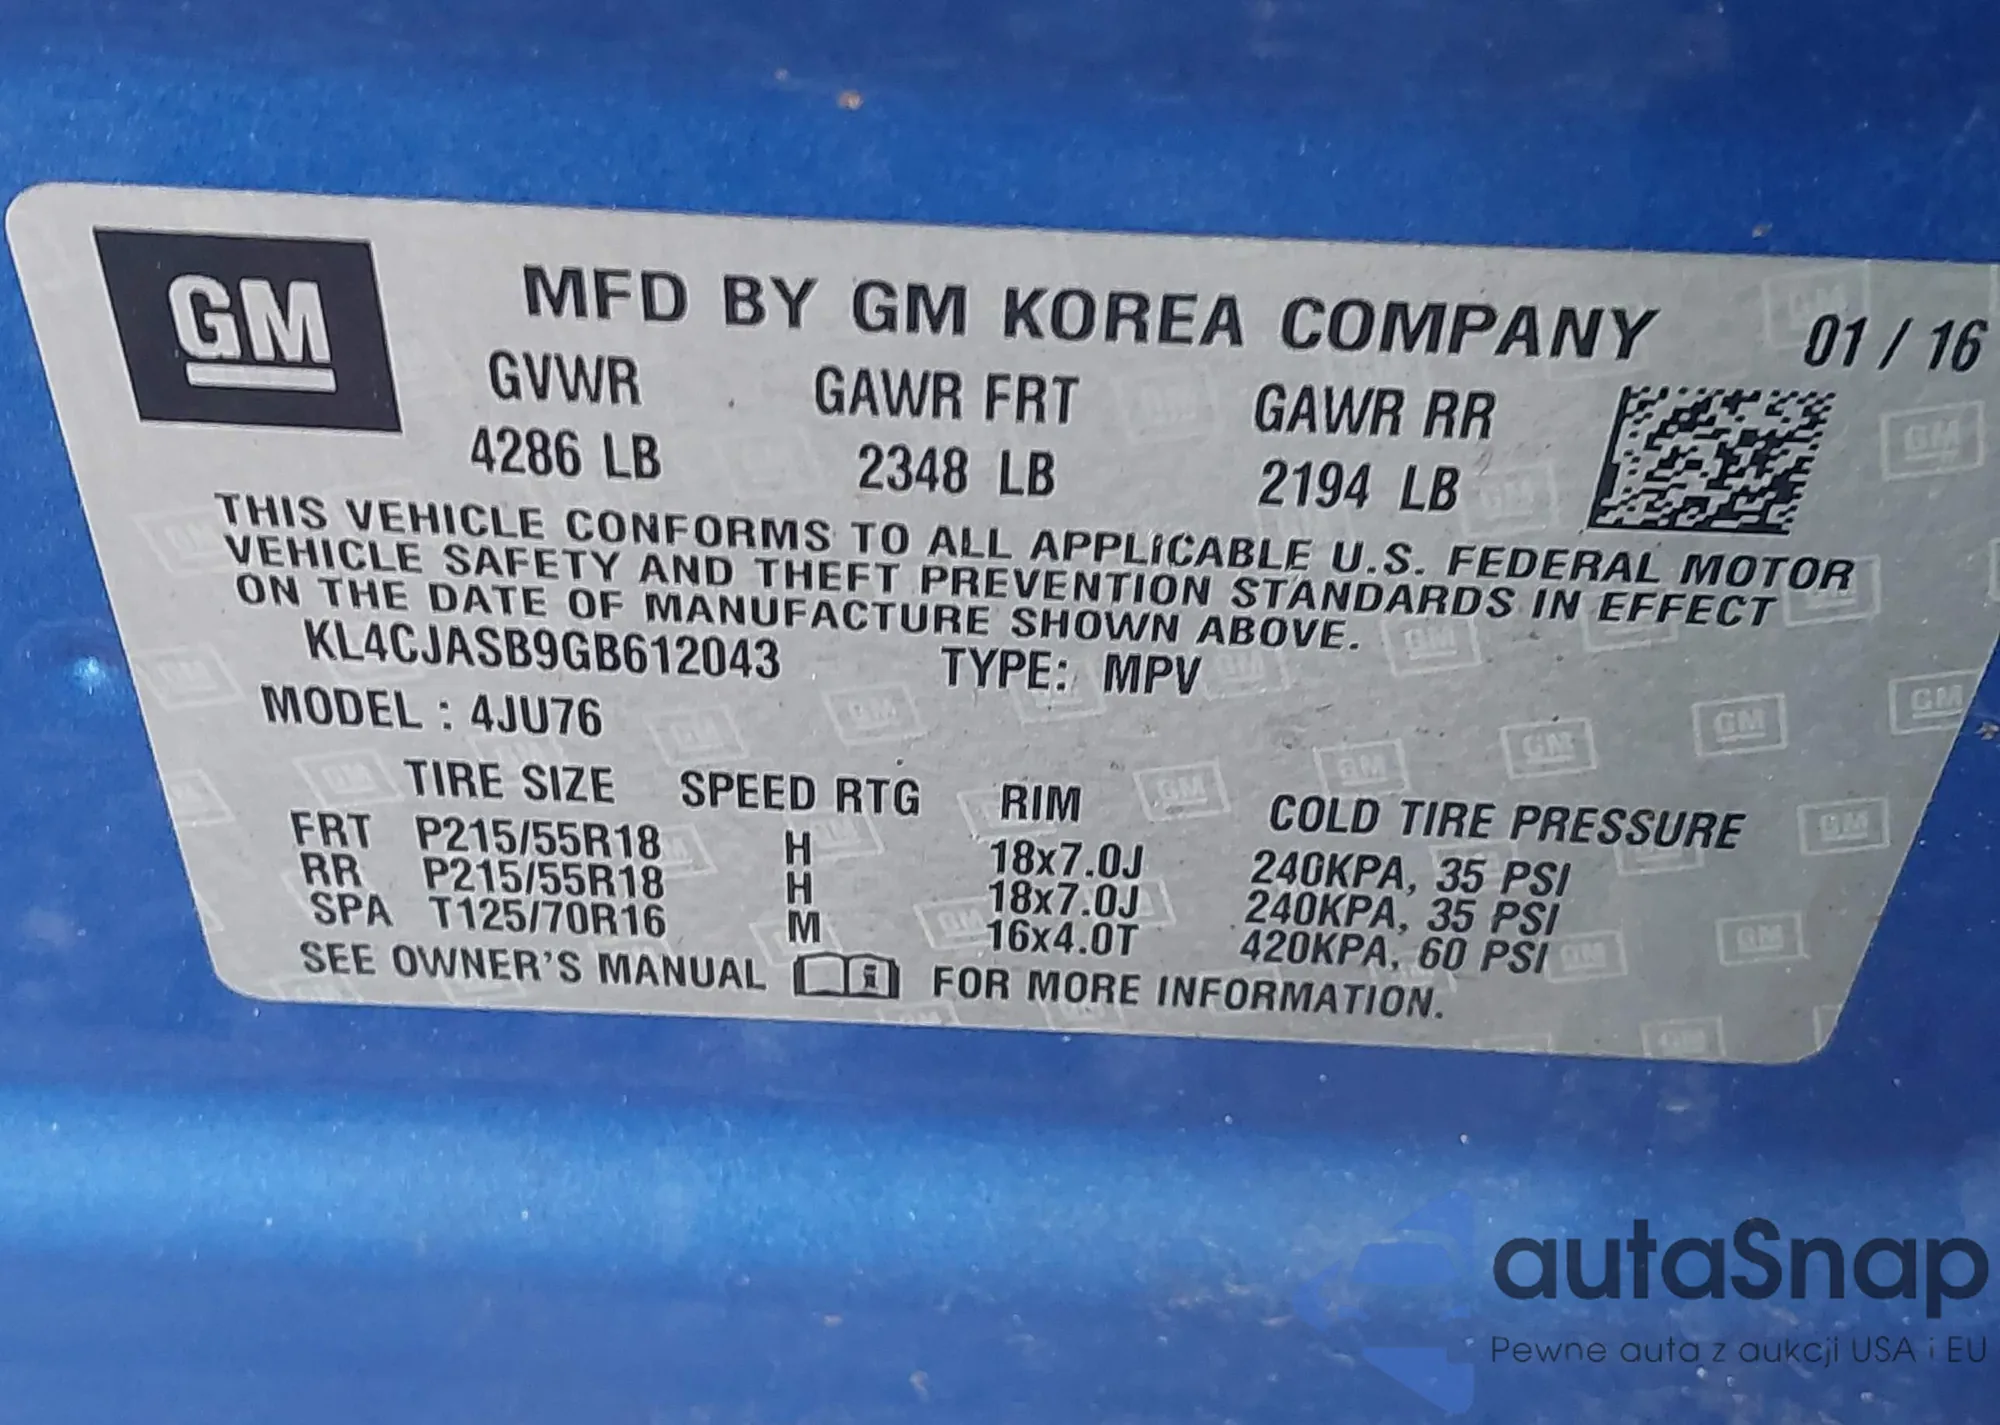 GM
MFD BY GM KOREA COMPANY 01 / 16
GVWR GAWR FRT GAWR RR
4286 LB 2348 LB 2194 LB
THIS VEHICLE CONFORMS TO ALL APPLICABLE U.S. FEDERAL MOTOR
VEHICLE SAFETY AND THEFT PREVENTION STANDARDS IN EFFECT
ON THE DATE OF MANUFACTURE SHOWN ABOVE.
KL4CJASB9GB612043 TYPE: MPV
MODEL : 4JU76
TIRE SIZE SPEED RTG RIM COLD TIRE PRESSURE
FRT P215/55R18 H 18x7.0J 240KPA, 35 PSI
RR P215/55R18 H 18x7.0J 240KPA, 35 PSI
SPA T125/70R16 M 16x4.0T 420KPA, 60 PSI
SEE OWNER'S MANUAL i FOR MORE INFORMATION.
autaSnap
Pewne auta z aukcji USA i EU